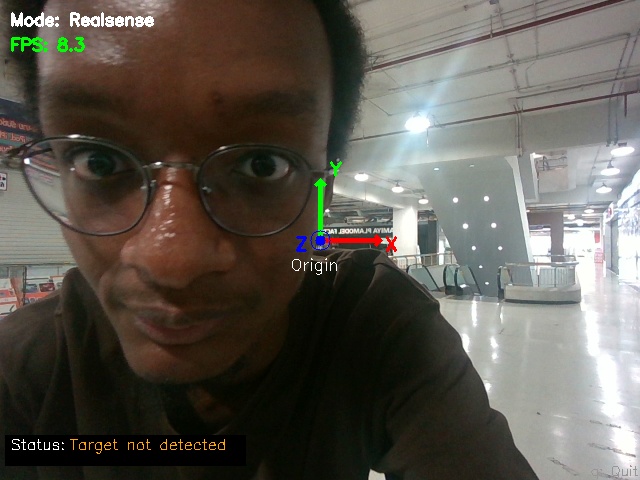 Mode: Realsense
FPS: 8.3
Y
Z
X
Origin
Status: Target not detected
Quit